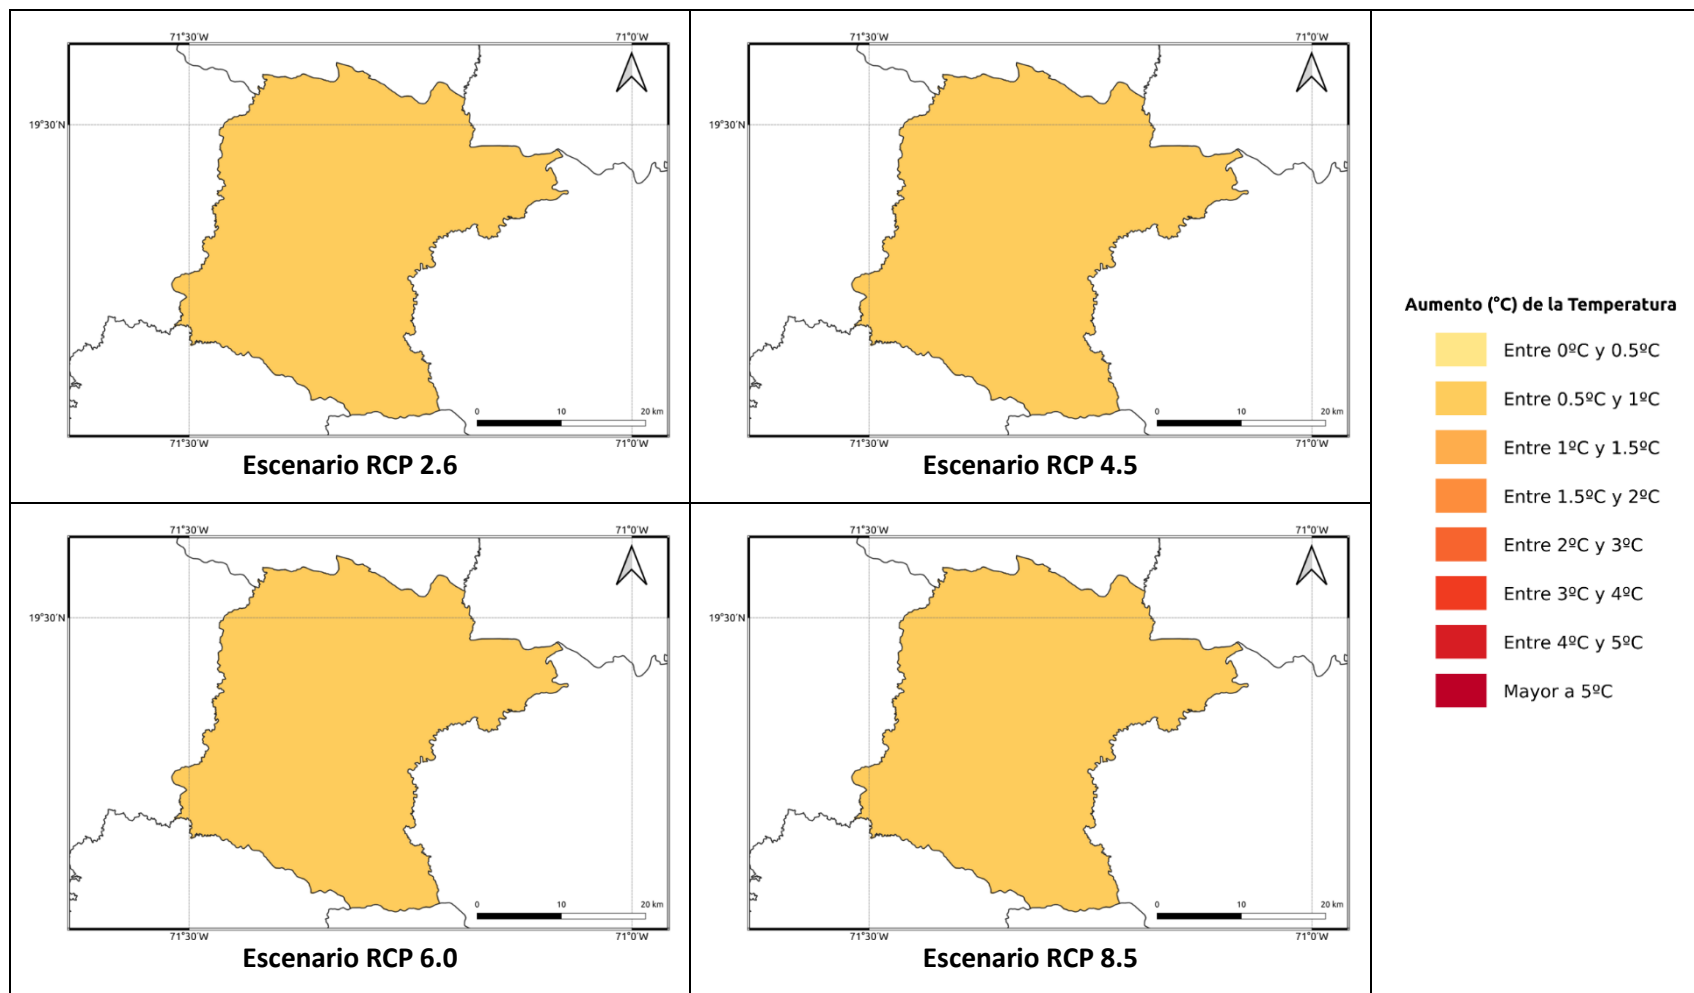 71°30'W
71°0'W
19°30'N
0
10
20 km
71°30'W
71°0'W
Escenario RCP 2.6
71°30'W
71°0'W
19°30'N
0
10
20 km
71°30'W
71°0'W
Escenario RCP 4.5
71°30'W
71°0'W
19°30'N
0
10
20 km
71°30'W
71°0'W
Escenario RCP 6.0
71°30'W
71°0'W
19°30'N
0
10
20 km
71°30'W
71°0'W
Escenario RCP 8.5
Aumento (°C) de la Temperatura
Entre 0ºC y 0.5ºC
Entre 0.5ºC y 1ºC
Entre 1ºC y 1.5ºC
Entre 1.5ºC y 2ºC
Entre 2ºC y 3ºC
Entre 3ºC y 4ºC
Entre 4ºC y 5ºC
Mayor a 5ºC